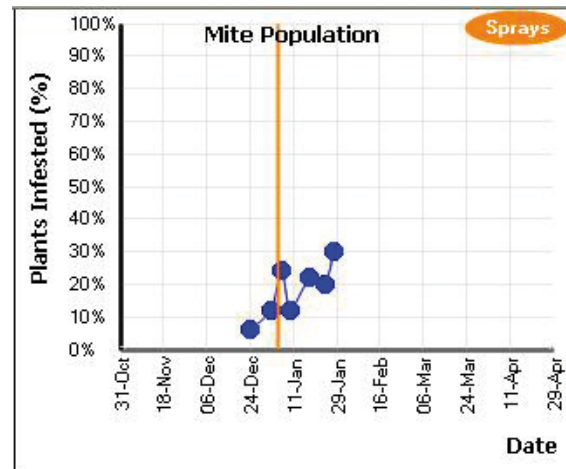 Mite Population
Sprays
Plants Infested (%)
100%
90%
80%
70%
60%
50%
40%
30%
20%
10%
0%
31-Oct
18-Nov
06-Dec
24-Dec
11-Jan
29-Jan
16-Feb
06-Mar
24-Mar
11-Apr
29-Apr
Date